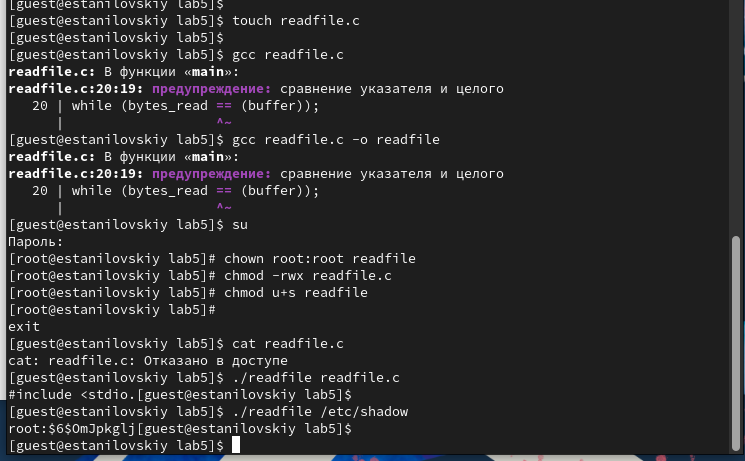 [guest@estanilovskiy lab5]$
[guest@estanilovskiy lab5]$ touch readfile.c
[guest@estanilovskiy lab5]$
[guest@estanilovskiy lab5]$ gcc readfile.c
readfile.c: В функции «main»:
readfile.c:20:19: предупреждение: сравнение указателя и целого
   20 | while (bytes_read == (buffer));
      |                   ^~
[guest@estanilovskiy lab5]$ gcc readfile.c -o readfile
readfile.c: В функции «main»:
readfile.c:20:19: предупреждение: сравнение указателя и целого
   20 | while (bytes_read == (buffer));
      |                   ^~
[guest@estanilovskiy lab5]$ su
Пароль:
[root@estanilovskiy lab5]# chown root:root readfile
[root@estanilovskiy lab5]# chmod -rwx readfile.c
[root@estanilovskiy lab5]# chmod u+s readfile
[root@estanilovskiy lab5]#
exit
[guest@estanilovskiy lab5]$ cat readfile.c
cat: readfile.c: Отказано в доступе
[guest@estanilovskiy lab5]$ ./readfile readfile.c
#include <stdio.[guest@estanilovskiy lab5]$
[guest@estanilovskiy lab5]$ ./readfile /etc/shadow
root:$6$OmJpkglj[guest@estanilovskiy lab5]$
[guest@estanilovskiy lab5]$